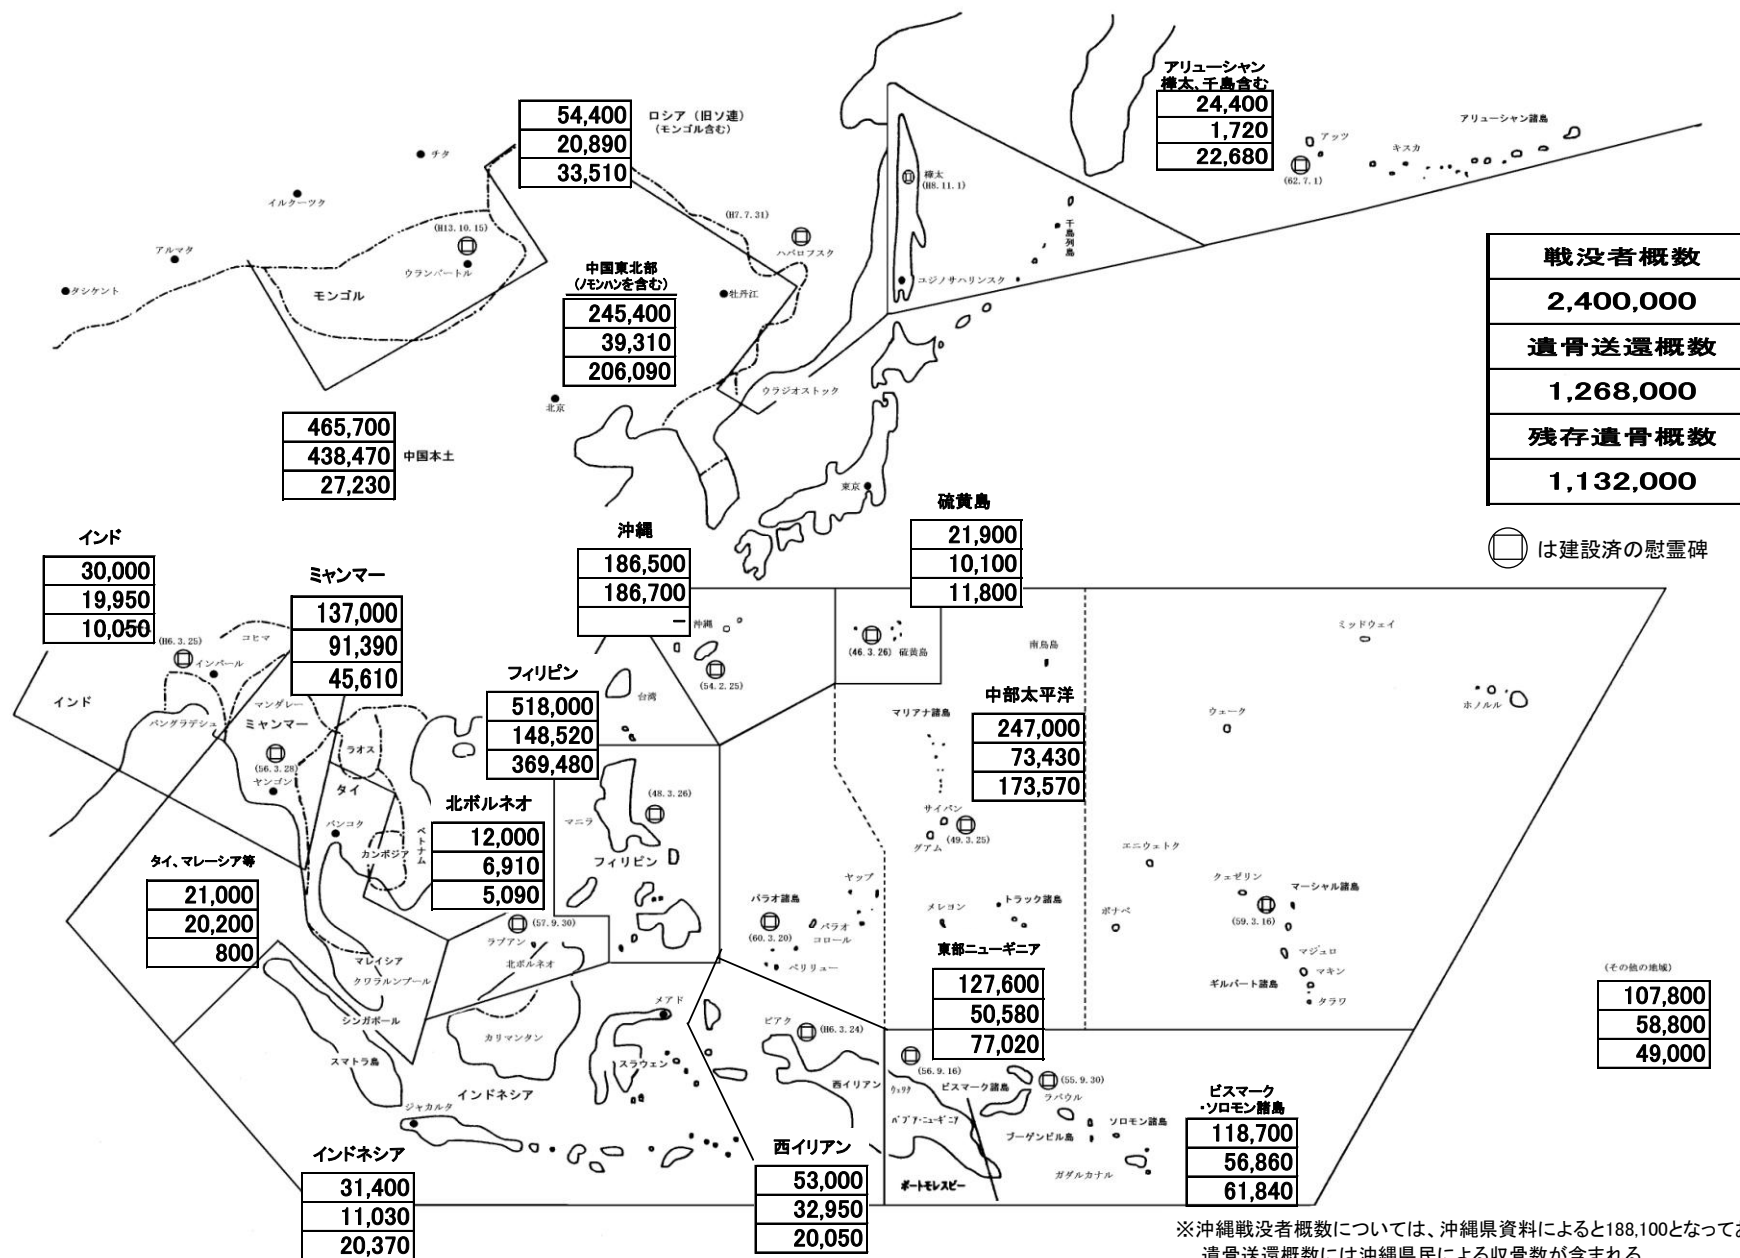 アリューシャン
樺太、千島含む
24,400
1,720
22,680
54,400
20,890
33,510
ロシア（旧ソ連）
（モンゴル含む）
チタ
イルクーツク
アルマタ
タシケント
(H13.10.15)
ウランバートル
モンゴル
(H7.7.31)
ハバロフスク
牡丹江
中国東北部
（ノモンハンを含む）
245,400
39,310
206,090
樺太
(H8.11.1)
千島列島
ユジノサハリンスク
アッツ
(62.7.1)
キスカ
アリューシャン諸島
ウラジオストック
北京
465,700
438,470
27,230
中国本土
東京
戦没者概数
2,400,000
遺骨送還概数
1,268,000
残存遺骨概数
1,132,000
は建設済の慰霊碑
インド
30,000
19,950
10,050
(H6.3.25)
コヒマ
インパール
インド
バングラデシュ
ミャンマー
137,000
91,390
45,610
マンダレー
ミャンマー
(56.3.28)
ヤンゴン
ラオス
タイ
バンコク
カンボジア
ベトナム
沖縄
186,500
186,700
－
沖縄
(54.2.25)
台湾
硫黄島
21,900
10,100
11,800
(46.3.26) 硫黄島
南鳥島
ミッドウェイ
ホノルル
ウェーク
フィリピン
518,000
148,520
369,480
(48.3.26)
マニラ
フィリピン
中部太平洋
247,000
73,430
173,570
マリアナ諸島
サイパン
グアム
(49.3.25)
北ボルネオ
12,000
6,910
5,090
(57.9.30)
ラブアン
北ボルネオ
タイ、マレーシア等
21,000
20,200
800
マレイシア
クワラルンプール
シンガポール
スマトラ島
カリマンタン
メアド
スラウェシ
インドネシア
ジャカルタ
ヤップ
パラオ諸島
(60.3.20)
パラオ
コロール
ペリリュー
メレヨン
トラック諸島
エニウェトク
ポナペ
クェゼリン
マーシャル諸島
(59.3.16)
マジュロ
マキン
ギルバート諸島
タラワ
東部ニューギニア
127,600
50,580
77,020
（その他の地域）
107,800
58,800
49,000
ビアク
(H6.3.24)
西イリアン
(56.9.16)
ウェワク
パプア・ニューギニア
ポートモレスビー
ビスマーク諸島
(55.9.30)
ラバウル
ブーゲンビル島
ソロモン諸島
ガダルカナル
ビスマーク
・ソロモン諸島
118,700
56,860
61,840
インドネシア
31,400
11,030
20,370
西イリアン
53,000
32,950
20,050
※沖縄戦没者概数については、沖縄県資料によると188,100となってお
遺骨送還概数には沖縄県民による収骨数が含まれる